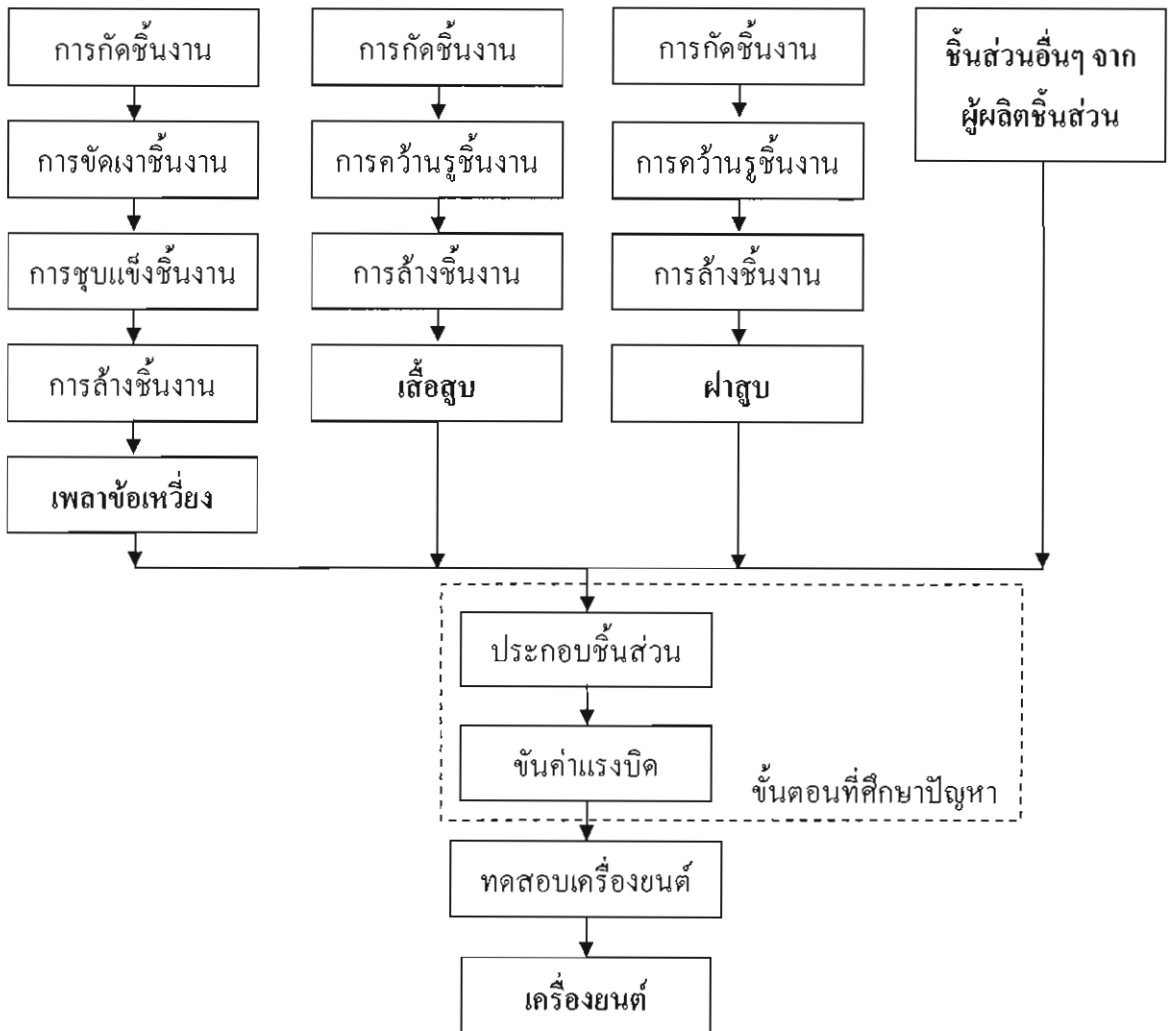 การกัดชิ้นงาน
การขัดเงาชิ้นงาน
การชุบแข็งชิ้นงาน
การล้างชิ้นงาน
เพลาข้อเหวี่ยง
การกัดชิ้นงาน
การคว้านรูชิ้นงาน
การล้างชิ้นงาน
เสื้อสูบ
การกัดชิ้นงาน
การคว้านรูชิ้นงาน
การล้างชิ้นงาน
ฝาสูบ
ชิ้นส่วนอื่นๆ จาก
ผู้ผลิตชิ้นส่วน
ประกอบชิ้นส่วน
ขันค่าแรงบิด
ขั้นตอนที่ศึกษาปัญหา
ทดสอบเครื่องยนต์
เครื่องยนต์